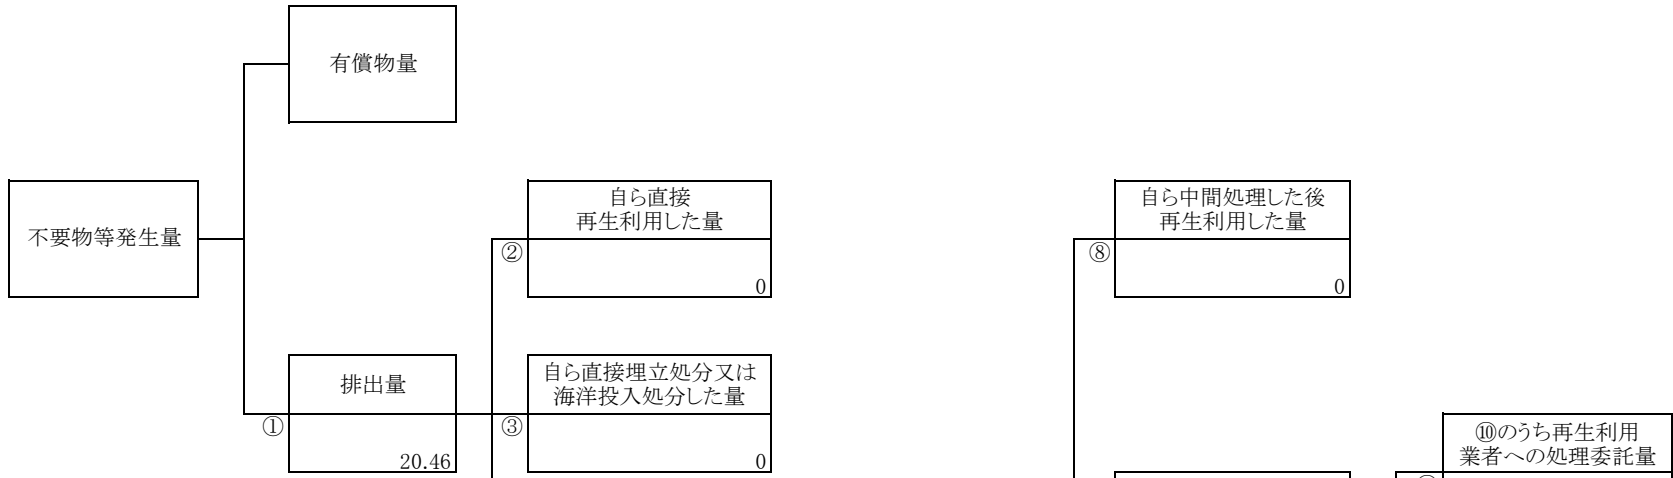 有償物量
不要物等発生量
自ら直接
再生利用した量
②
0
自ら中間処理した後
再生利用した量
⑧
0
排出量
①
20.46
自ら直接埋立処分又は
海洋投入処分した量
③
0
⑩のうち再生利用
業者への処理委託量